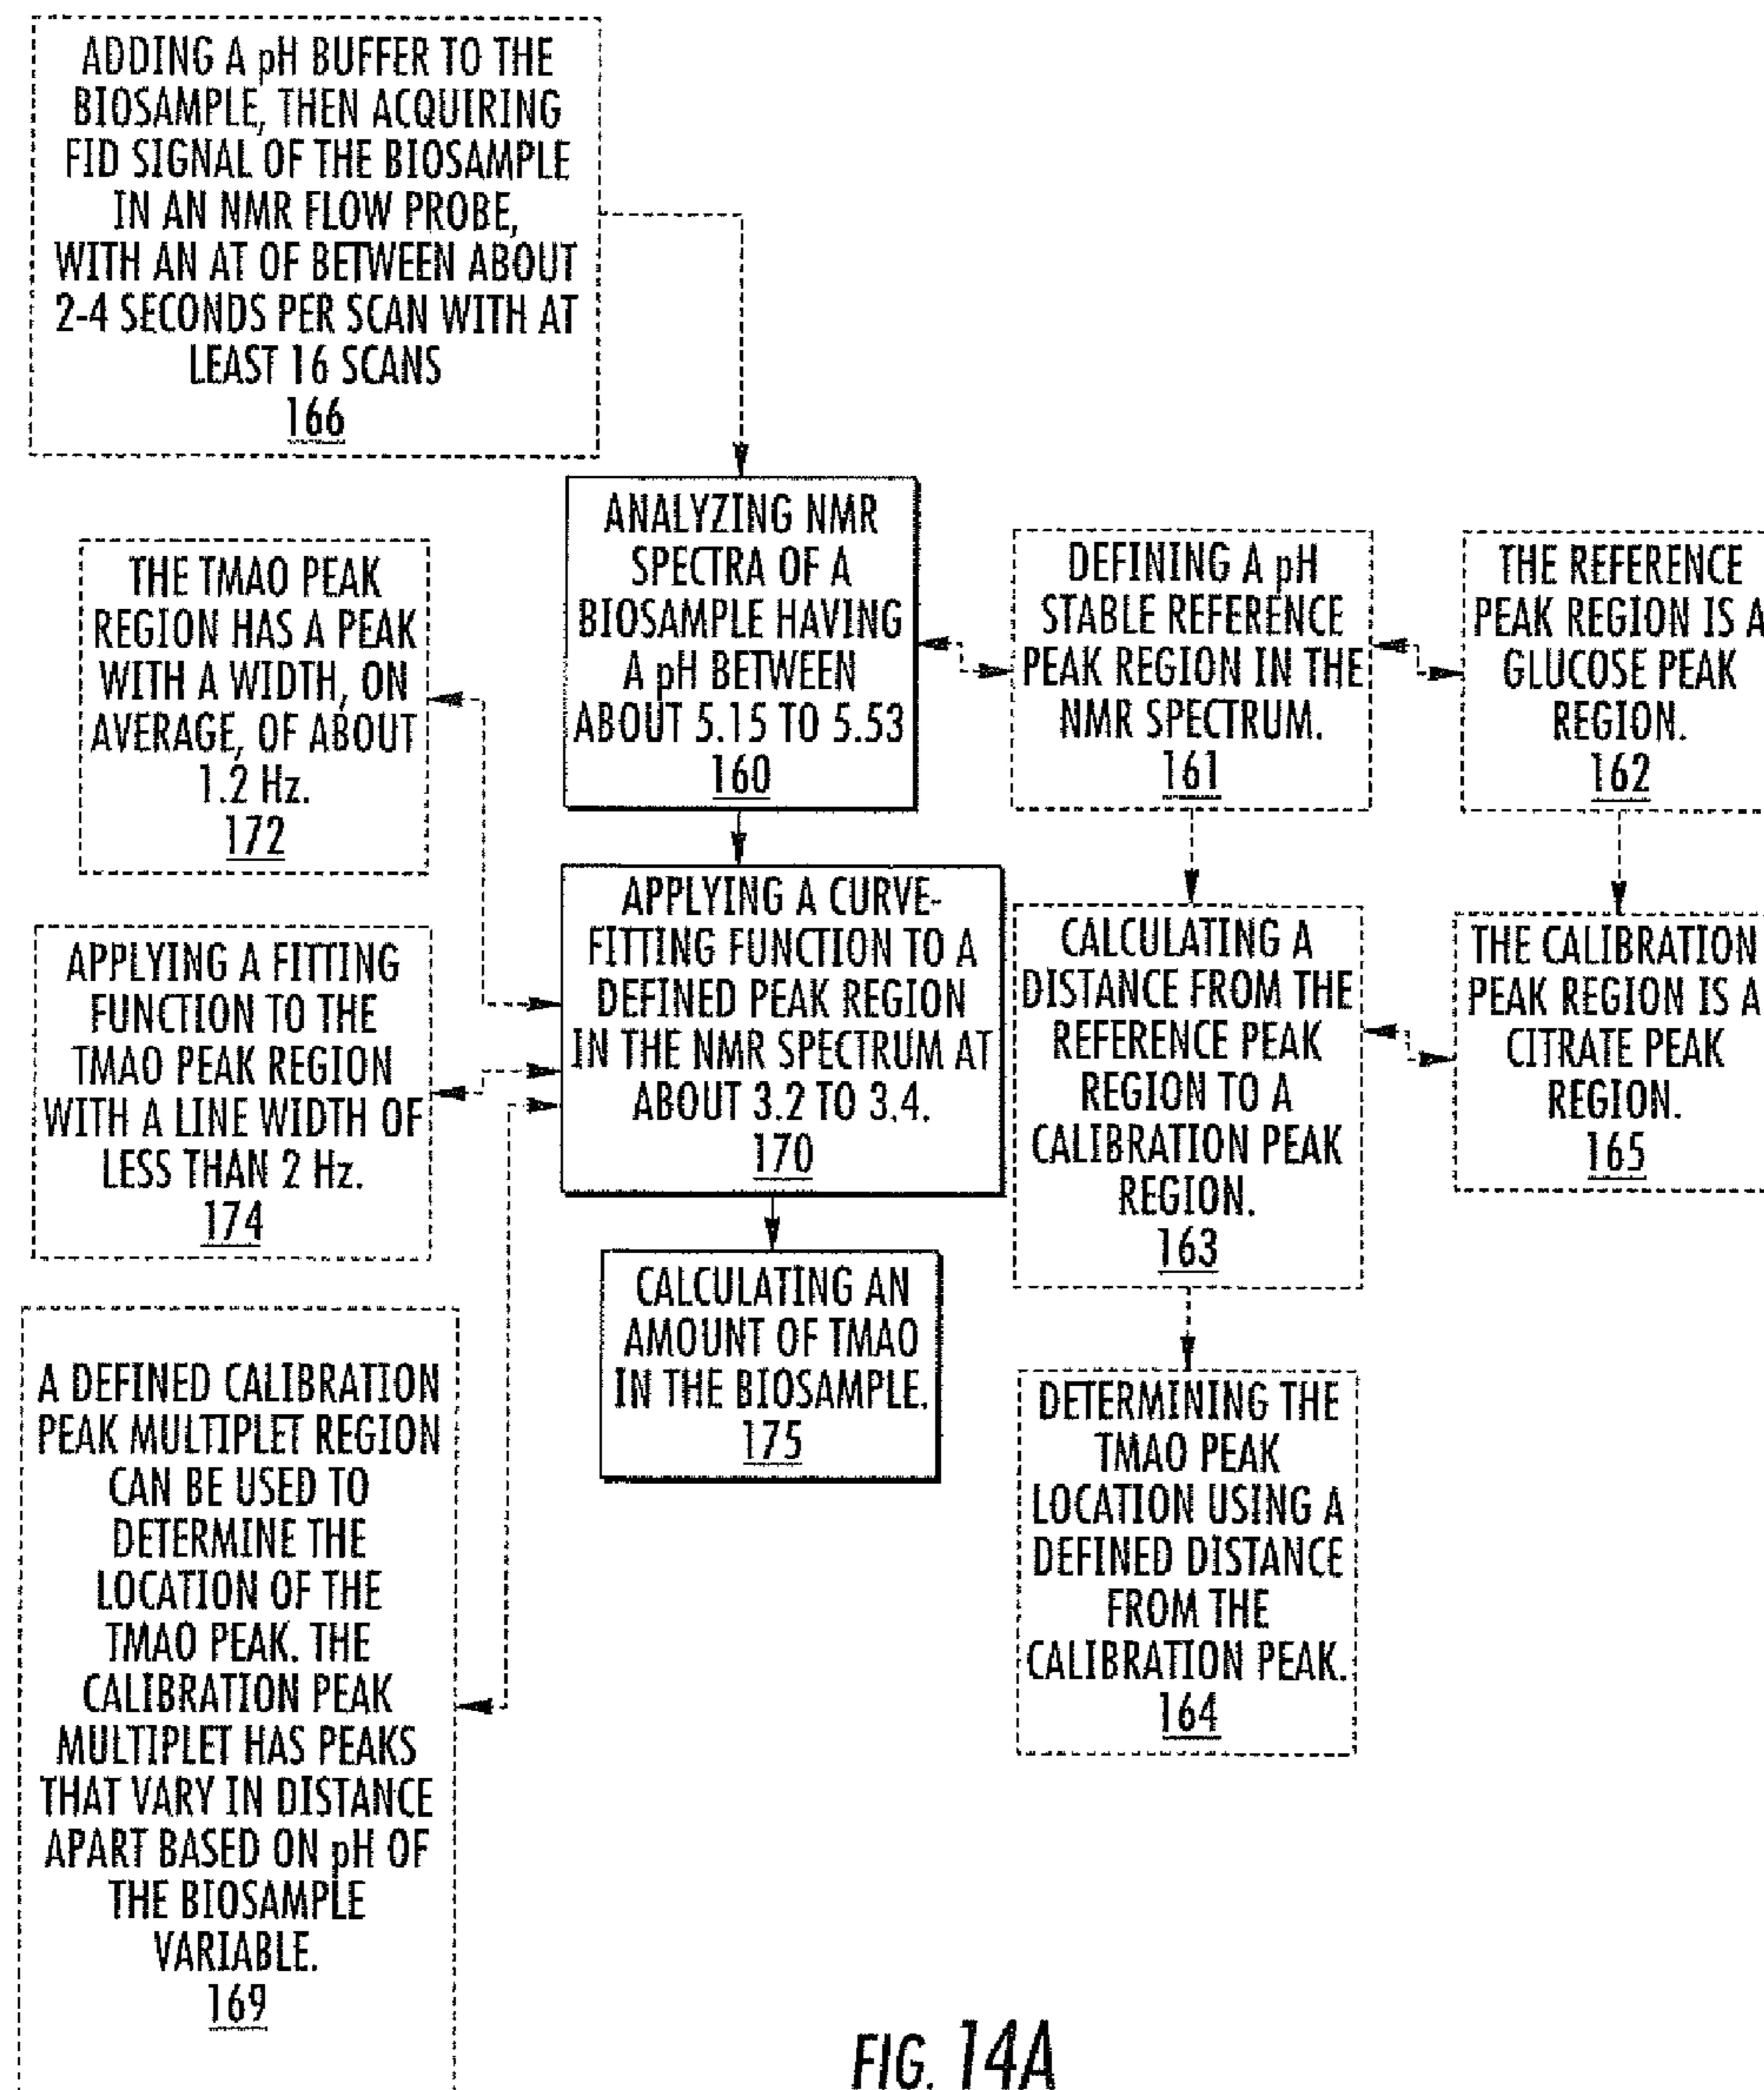 ADDING A pH BUFFER TO THE
BIOSAMPLE, THEN ACQUIRING
FID SIGNAL OF THE BIOSAMPLE
IN AN NMR FLOW PROBE,
WITH AN AT OF BETWEEN ABOUT
2-4 SECONDS PER SCAN WITH AT
LEAST 16 SCANS
166
ANALYZING NMR
SPECTRA OF A
BIOSAMPLE HAVING
A pH BETWEEN
ABOUT 5.15 TO 5.53
160
DEFINING A pH
STABLE REFERENCE
PEAK REGION IN THE
NMR SPECTRUM.
161
THE REFERENCE
PEAK REGION IS A
GLUCOSE PEAK
REGION.
162
THE TMAO PEAK
REGION HAS A PEAK
WITH A WIDTH, ON
AVERAGE, OF ABOUT
1.2 Hz.
172
APPLYING A CURVE-
FITTING FUNCTION TO A
DEFINED PEAK REGION
IN THE NMR SPECTRUM AT
ABOUT 3.2 TO 3.4.
170
CALCULATING A
DISTANCE FROM THE
REFERENCE PEAK
REGION TO A
CALIBRATION PEAK
REGION.
163
THE CALIBRATION
PEAK REGION IS A
CITRATE PEAK
REGION.
165
APPLYING A FITTING
FUNCTION TO THE
TMAO PEAK REGION
WITH A LINE WIDTH OF
LESS THAN 2 Hz.
174
CALCULATING AN
AMOUNT OF TMAO
IN THE BIOSAMPLE.
175
DETERMINING THE
TMAO PEAK
LOCATION USING A
DEFINED DISTANCE
FROM THE
CALIBRATION PEAK.
164
A DEFINED CALIBRATION
PEAK MULTIPLET REGION
CAN BE USED TO
DETERMINE THE
LOCATION OF THE
TMAO PEAK. THE
CALIBRATION PEAK
MULTIPLET HAS PEAKS
THAT VARY IN DISTANCE
APART BASED ON pH OF
THE BIOSAMPLE
VARIABLE.
169
FIG. 14A